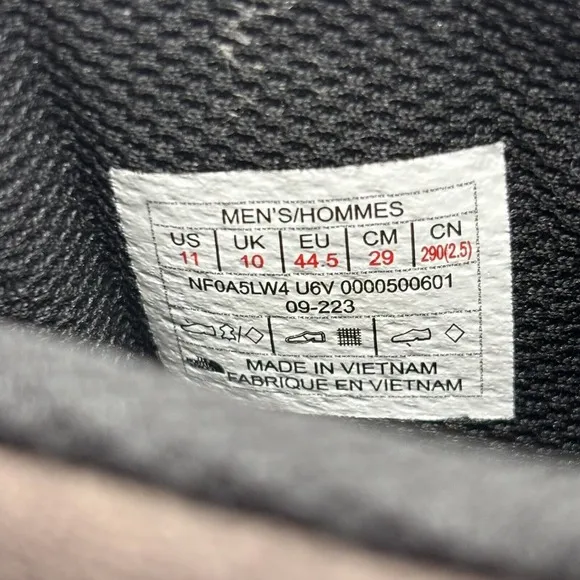 MEN'S/HOMMES
US UK EU CM CN
11 10 44.5 29 290(2.5)
NF0A5LW4 U6V 0000500601
09-223
MADE IN VIETNAM
FABRIQUE EN VIETNAM